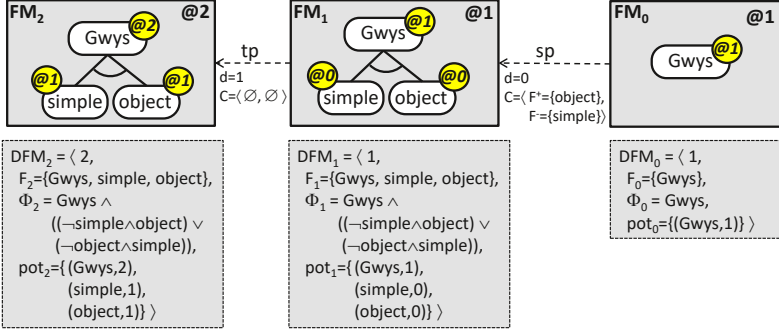 FM₂ @2
Gwys @2
@1 @1
simple object
tp
d=1
C=⟨∅, ∅⟩
FM₁ @1
Gwys @1
@0 @0
simple object
sp
d=0
C=⟨ F⁺={object},
F⁻={simple}⟩
FM₀ @1
Gwys @1
DFM₂ = ⟨ 2,
F₂={Gwys, simple, object},
Φ₂ = Gwys ∧
((¬simple∧object) ∨
(¬object∧simple)),
pot₂={(Gwys,2),
(simple,1),
(object,1)} ⟩
DFM₁ = ⟨ 1,
F₁={Gwys, simple, object},
Φ₁ = Gwys ∧
((¬simple∧object) ∨
(¬object∧simple)),
pot₁={(Gwys,1),
(simple,0),
(object,0)} ⟩
DFM₀ = ⟨ 1,
F₀={Gwys},
Φ₀ = Gwys,
pot₀={(Gwys,1)} ⟩